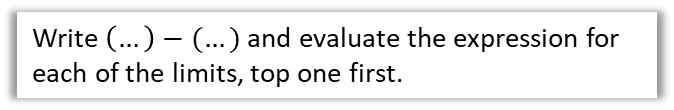 Write (…) − (…) and evaluate the expression for
each of the limits, top one first.